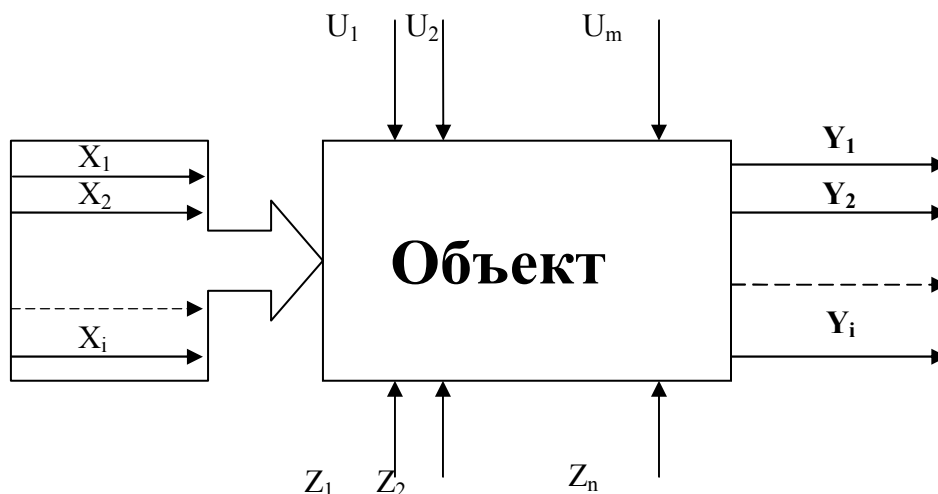 U₁ U₂ Uₘ
X₁ Y₁
X₂ Y₂
Объект
Xᵢ Yᵢ
Z₁ Z₂ Zₙ